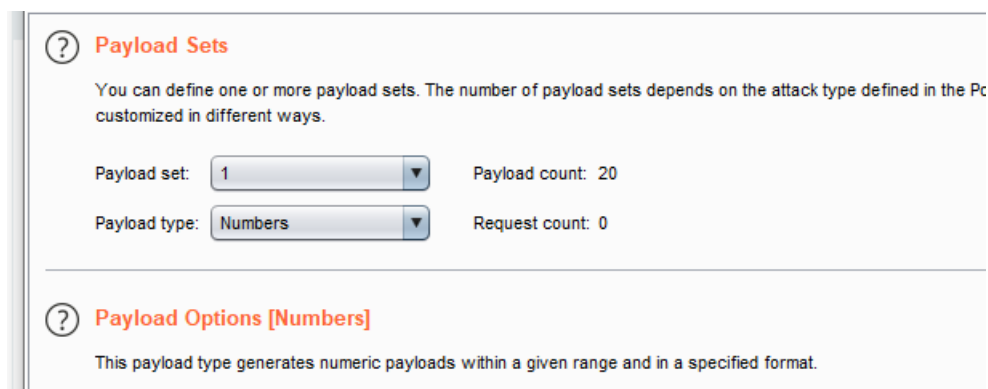 Payload Sets
You can define one or more payload sets. The number of payload sets depends on the attack type defined in the
customized in different ways.
Payload set: 1 Payload count: 20
Payload type: Numbers Request count: 0
Payload Options [Numbers]
This payload type generates numeric payloads within a given range and in a specified format.